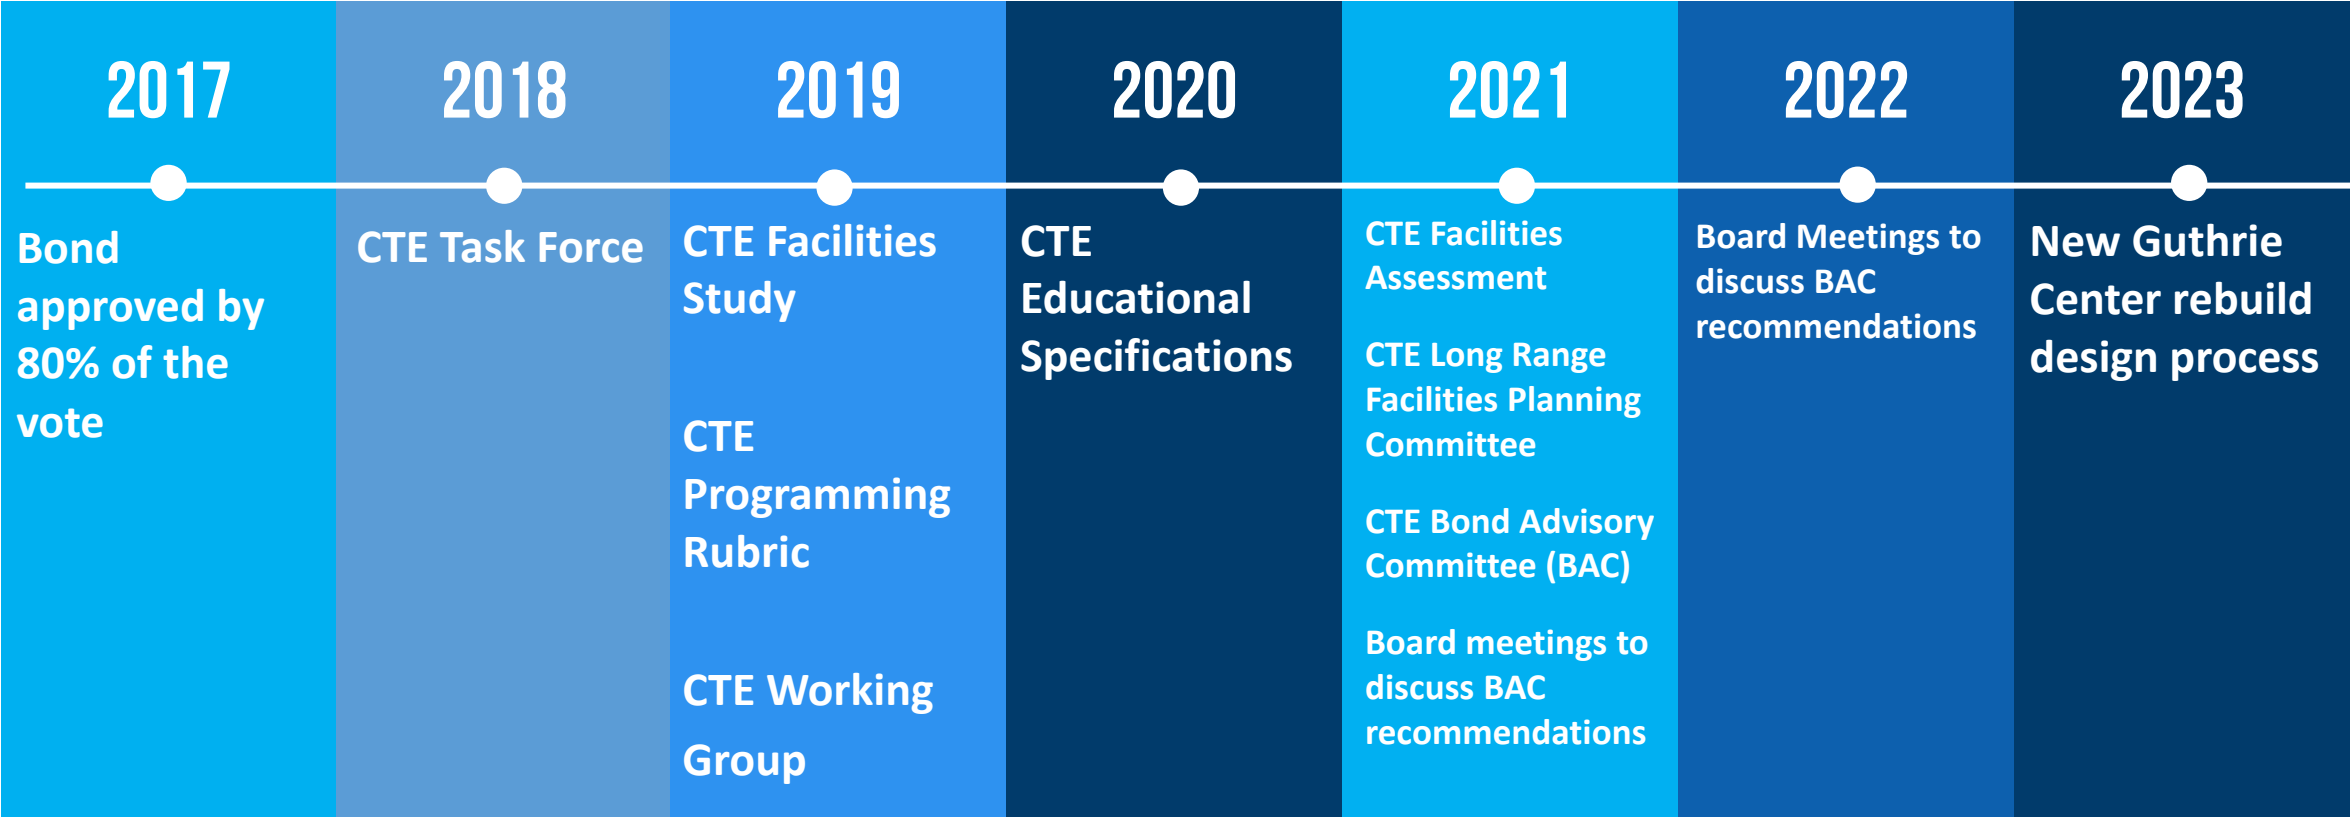 2017
Bond
approved by
80% of the
vote
2018
CTE Task Force
2019
CTE Facilities
Study
CTE
Programming
Rubric
CTE Working
Group
2020
CTE
Educational
Specifications
2021
CTE Facilities
Assessment
CTE Long Range
Facilities Planning
Committee
CTE Bond Advisory
Committee (BAC)
Board meetings to
discuss BAC
recommendations
2022
Board Meetings to
discuss BAC
recommendations
2023
New Guthrie
Center rebuild
design process